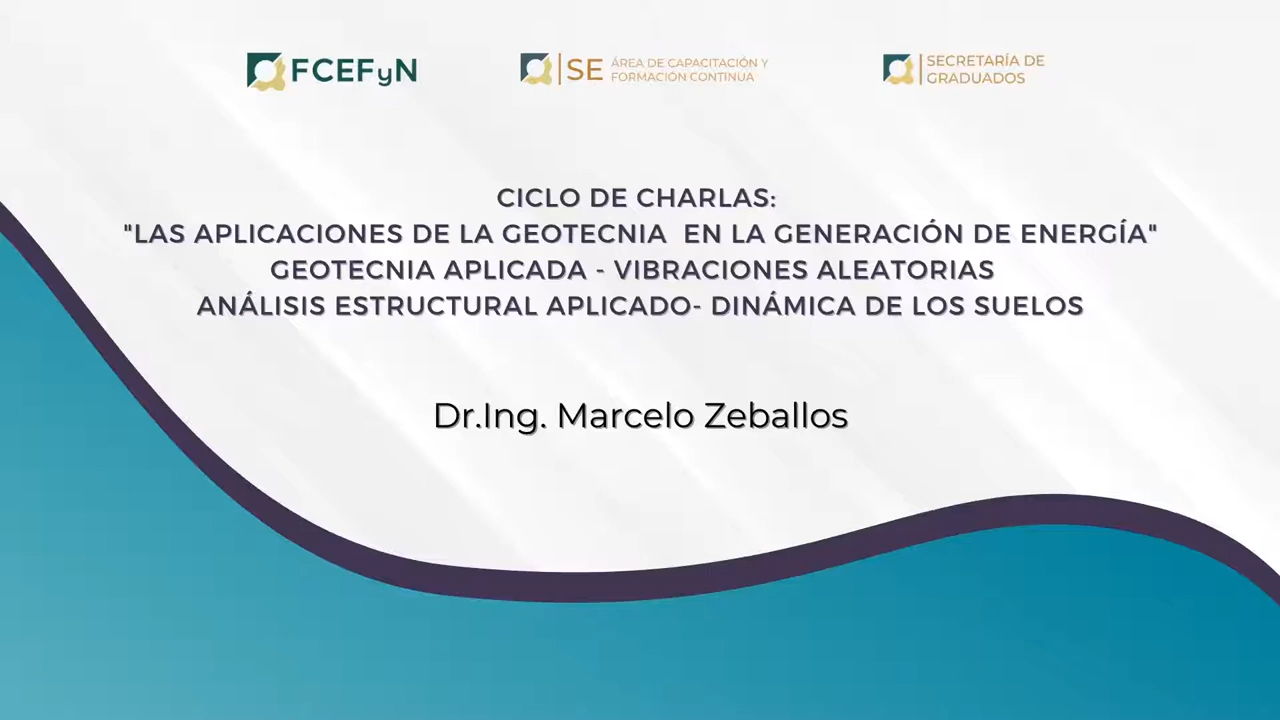 FCEFyN
SE ÁREA DE CAPACITACIÓN Y
FORMACIÓN CONTINUA
SECRETARÍA DE
GRADUADOS
CICLO DE CHARLAS:
"LAS APLICACIONES DE LA GEOTECNIA EN LA GENERACIÓN DE ENERGÍA"
GEOTECNIA APLICADA - VIBRACIONES ALEATORIAS
ANÁLISIS ESTRUCTURAL APLICADO- DINÁMICA DE LOS SUELOS
Dr.Ing. Marcelo Zeballos